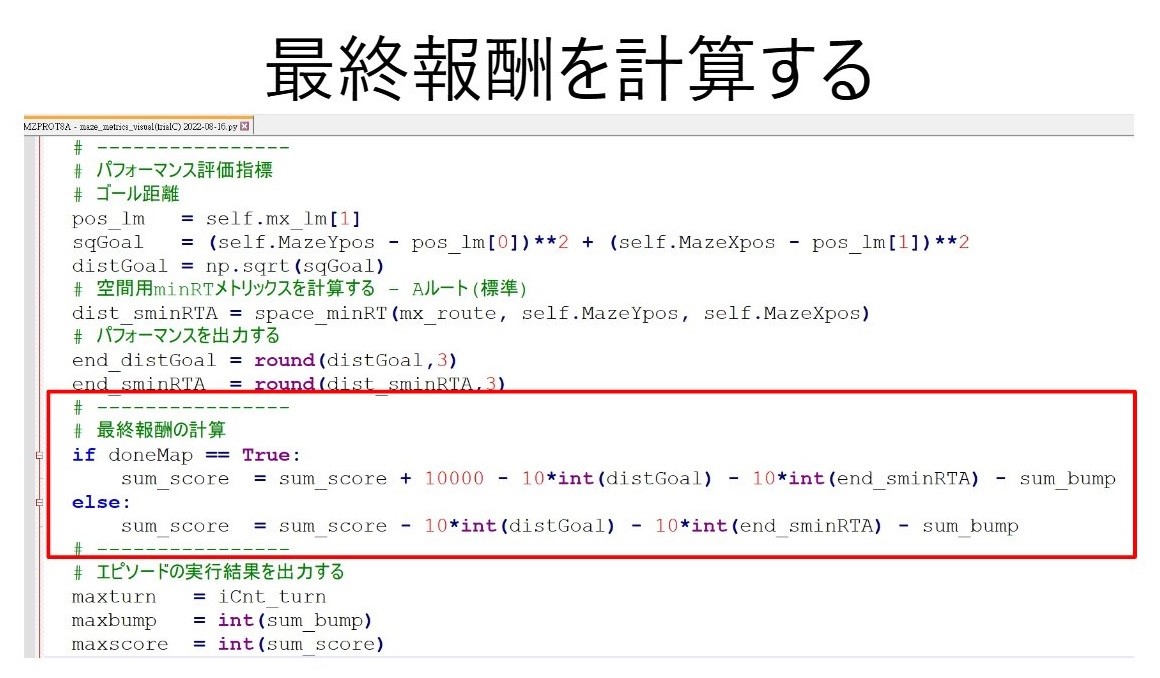 最終報酬を計算する
MZPROT8A - maze_metrics_visual(trialC) 2022-08-16.py
# ----------------
# パフォーマンス評価指標
# ゴール距離
pos_lm   = self.mx_lm[1]
sqGoal   = (self.MazeYpos - pos_lm[0])**2 + (self.MazeXpos - pos_lm[1])**2
distGoal = np.sqrt(sqGoal)
# 空間用minRTメトリックスを計算する - Aルート(標準)
dist_sminRTA = space_minRT(mx_route, self.MazeYpos, self.MazeXpos)
# パフォーマンスを出力する
end_distGoal = round(distGoal,3)
end_sminRTA  = round(dist_sminRTA,3)
# ----------------
# 最終報酬の計算
if doneMap == True:
    sum_score  = sum_score + 10000 - 10*int(distGoal) - 10*int(end_sminRTA) - sum_bump
else:
    sum_score  = sum_score - 10*int(distGoal) - 10*int(end_sminRTA) - sum_bump
# ----------------
# エピソードの実行結果を出力する
maxturn   = iCnt_turn
maxbump   = int(sum_bump)
maxscore  = int(sum_score)